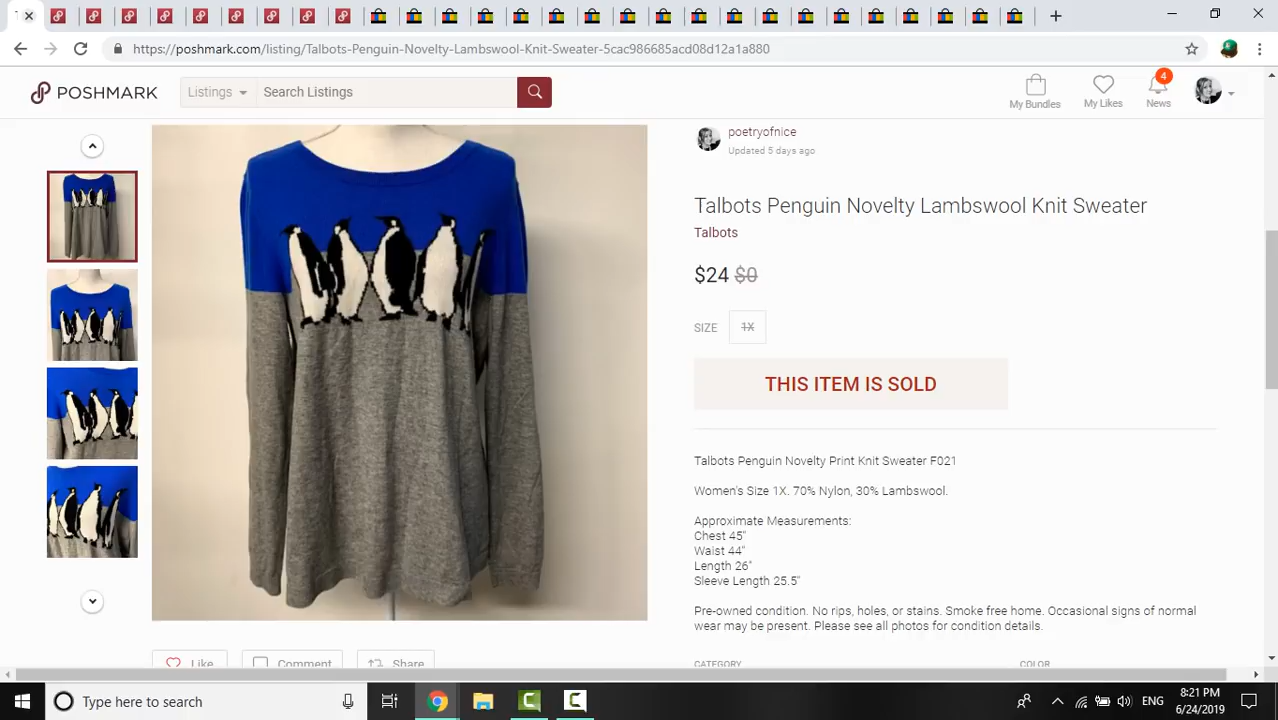 https://poshmark.com/listing/Talbots-Penguin-Novelty-Lambswool-Knit-Sweater-5cac986685acd08d12a1a880
POSHMARK
Listings
Search Listings
My Bundles
My Likes
4
News
poetryofnice
Updated 5 days ago
Talbots Penguin Novelty Lambswool Knit Sweater
Talbots
$24 $0
SIZE 1X
THIS ITEM IS SOLD
Talbots Penguin Novelty Print Knit Sweater F021
Women's Size 1X. 70% Nylon, 30% Lambswool.
Approximate Measurements:
Chest 45"
Waist 44"
Length 26"
Sleeve Length 25.5"
Pre-owned condition. No rips, holes, or stains. Smoke free home. Occasional signs of normal
wear may be present. Please see all photos for condition details.
Like
Comment
Share
CATEGORY
COLOR
Type here to search
ENG
8:21 PM
6/24/2019